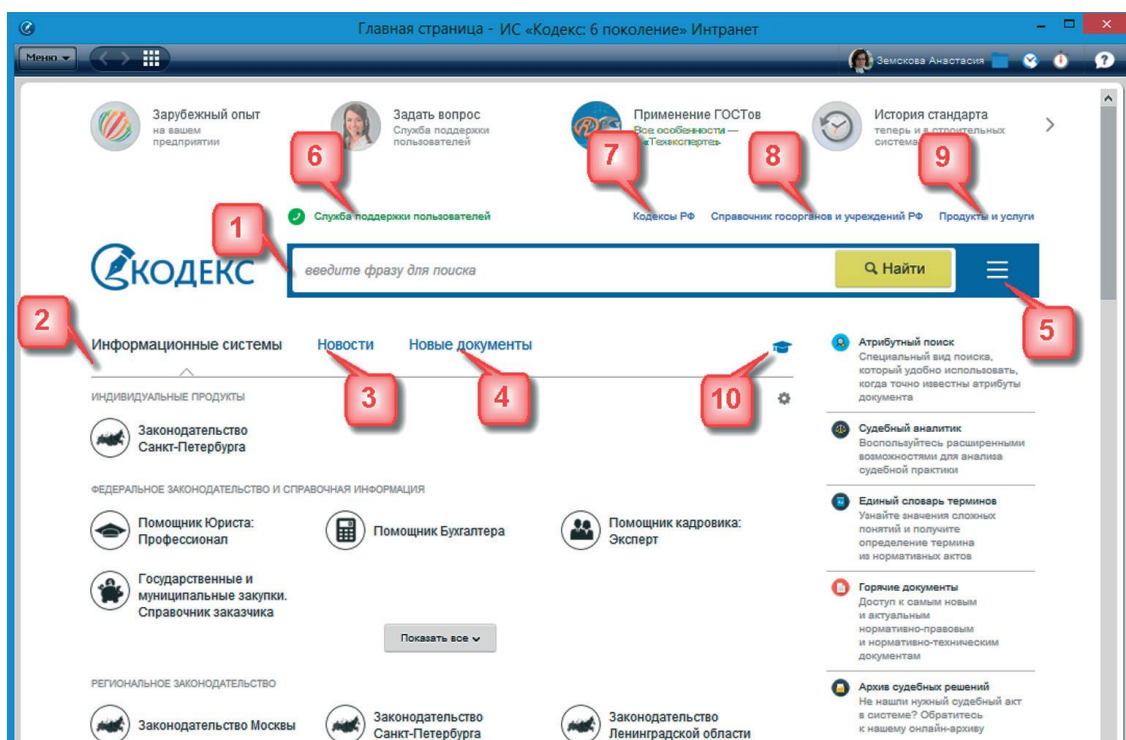 Главная страница - ИС «Кодекс: 6 поколение» Интранет
Меню
Земскова Анастасия
Зарубежный опыт
на вашем
предприятии
Задать вопрос
Служба поддержки
пользователей
Применение ГОСТов
Все особенности —
«Техэксперте»
История стандарта
теперь и в строительных
система
6
7
8
9
Служба поддержки пользователей
Кодексы РФ
Справочник госорганов и учреждений РФ
Продукты и услуги
1
КОДЕКС
введите фразу для поиска
Найти
2
5
Информационные системы
Новости
Новые документы
3
4
10
ИНДИВИДУАЛЬНЫЕ ПРОДУКТЫ
Законодательство
Санкт-Петербурга
ФЕДЕРАЛЬНОЕ ЗАКОНОДАТЕЛЬСТВО И СПРАВОЧНАЯ ИНФОРМАЦИЯ
Помощник Юриста:
Профессионал
Помощник Бухгалтера
Помощник кадровика:
Эксперт
Государственные и
муниципальные закупки.
Справочник заказчика
Показать все
РЕГИОНАЛЬНОЕ ЗАКОНОДАТЕЛЬСТВО
Законодательство Москвы
Законодательство
Санкт-Петербурга
Законодательство
Ленинградской области
Атрибутный поиск
Специальный вид поиска,
который удобно использовать,
когда точно известны атрибуты
документа
Судебный аналитик
Воспользуйтесь расширенными
возможностями для анализа
судебной практики
Единый словарь терминов
Узнайте значения сложных
понятий и получите
определение термина
из нормативных актов
Горячие документы
Доступ к самым новым
и актуальным
нормативно-правовым
и нормативно-техническим
документам
Архив судебных решений
Не нашли нужный судебный акт
в системе? Обратитесь
к нашему онлайн-архиву